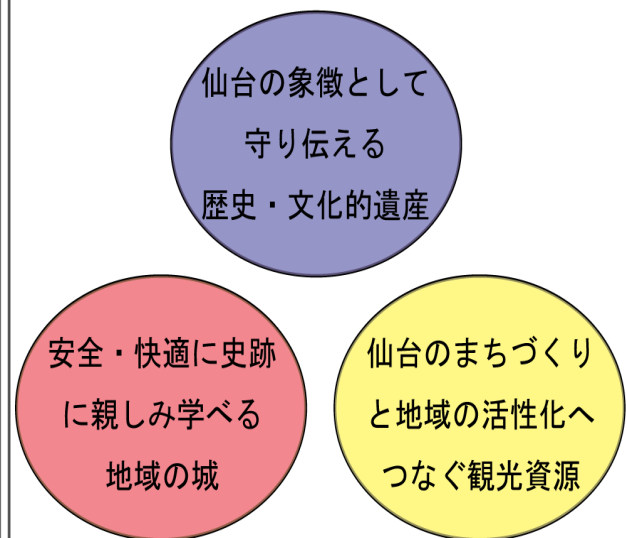 仙台の象徴として
守り伝える
歴史・文化的遺産
安全・快適に史跡
に親しみ学べる
地域の城
仙台のまちづくり
と地域の活性化へ
つなぐ観光資源